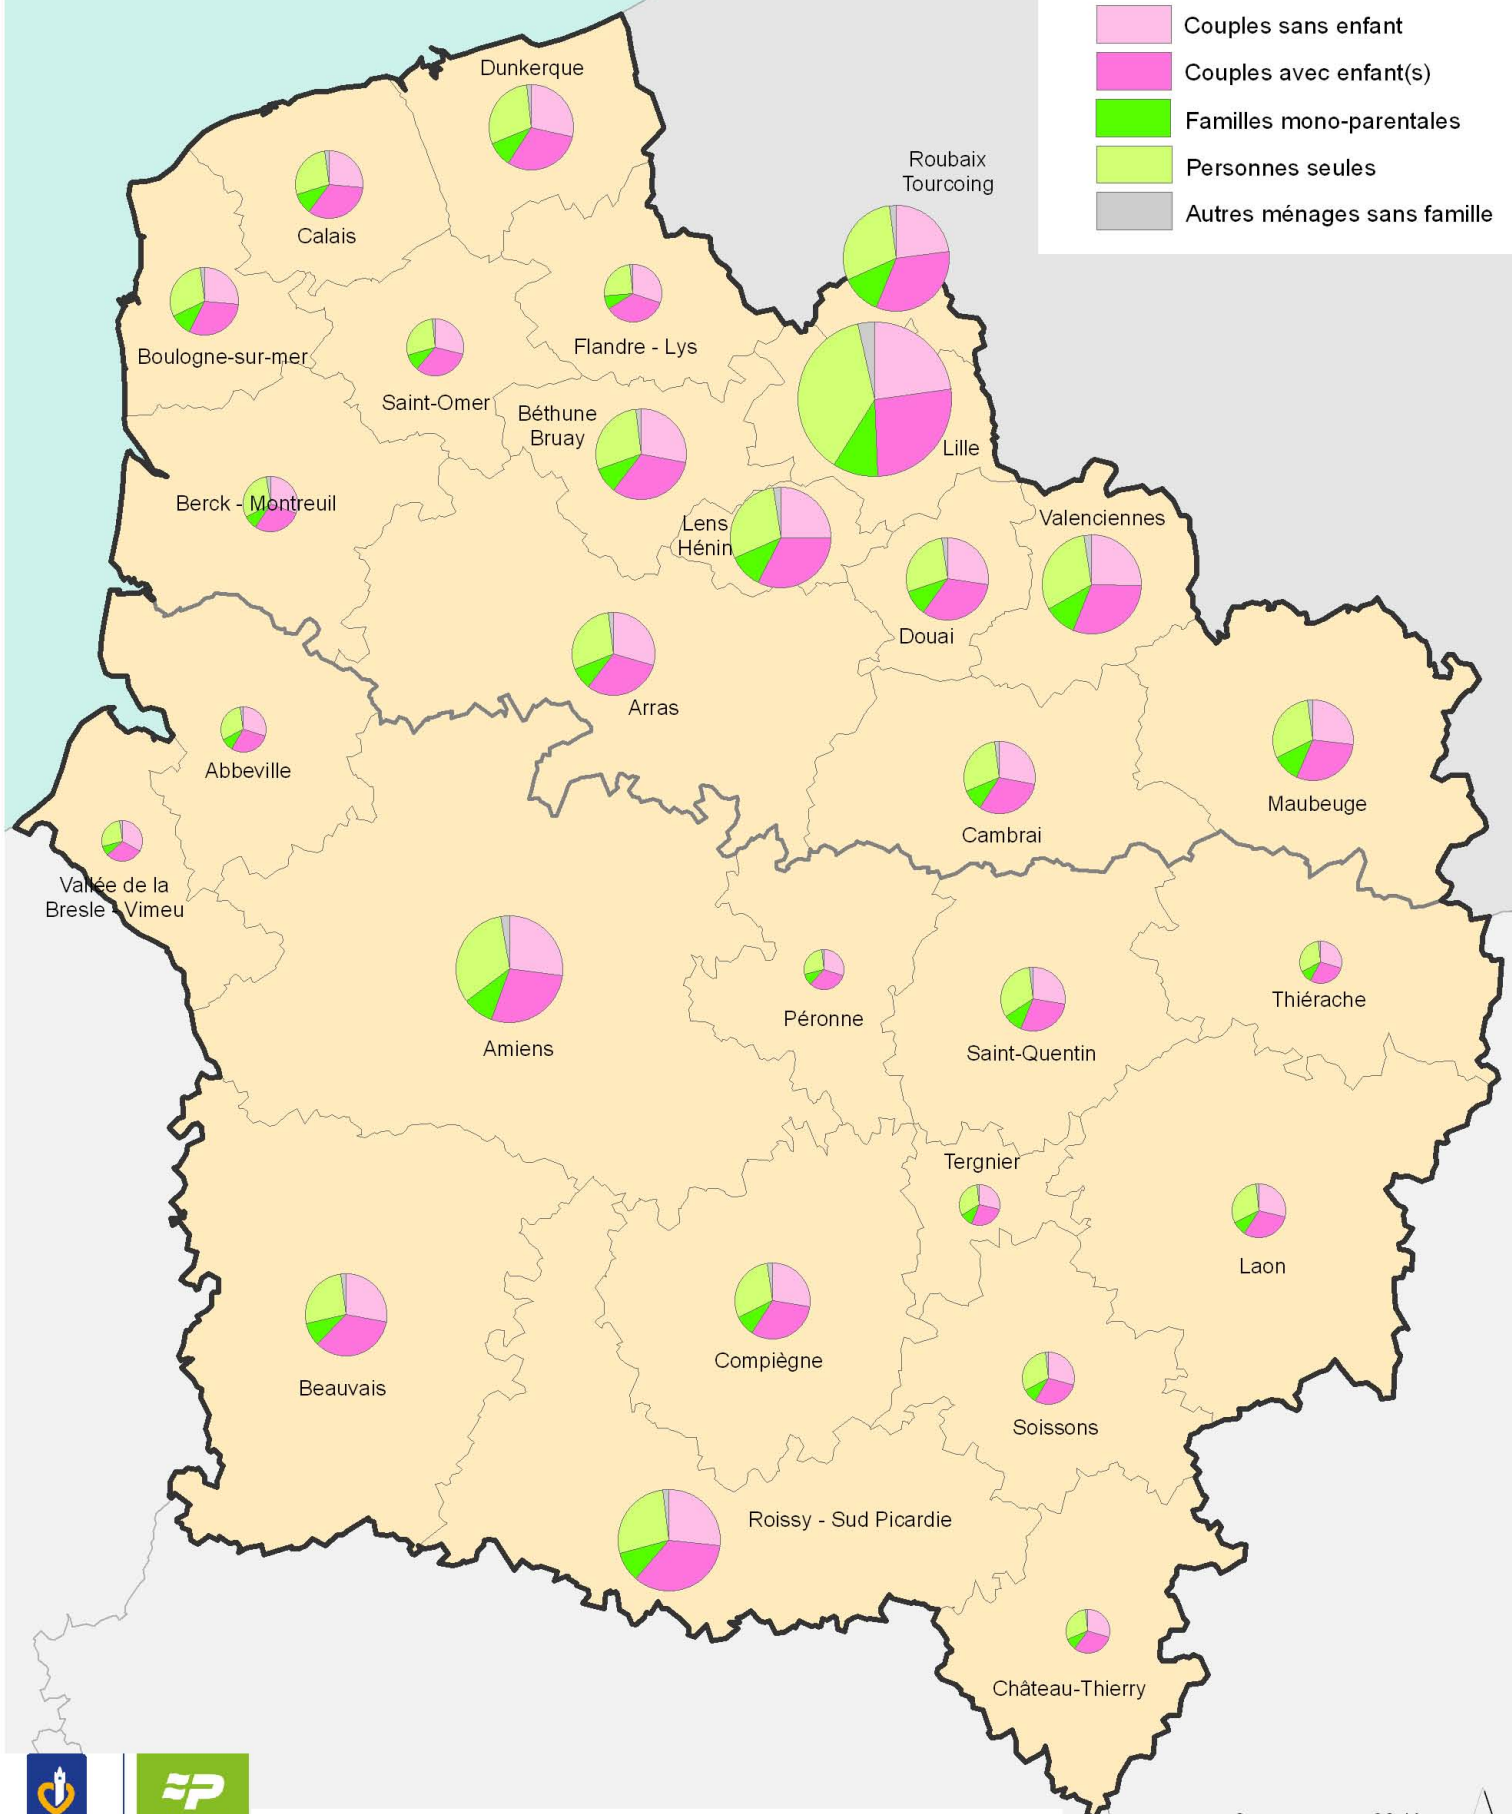 Couples sans enfant
Couples avec enfant(s)
Familles mono-parentales
Personnes seules
Autres ménages sans famille
Dunkerque
Roubaix
Tourcoing
Calais
Boulogne-sur-mer
Flandre - Lys
Saint-Omer
Béthune
Bruay
Lille
Berck - Montreuil
Lens
Hénin
Valenciennes
Douai
Arras
Abbeville
Cambrai
Maubeuge
Vallée de la
Bresle - Vimeu
Amiens
Péronne
Saint-Quentin
Thiérache
Tergnier
Laon
Compiègne
Beauvais
Soissons
Roissy - Sud Picardie
Château-Thierry